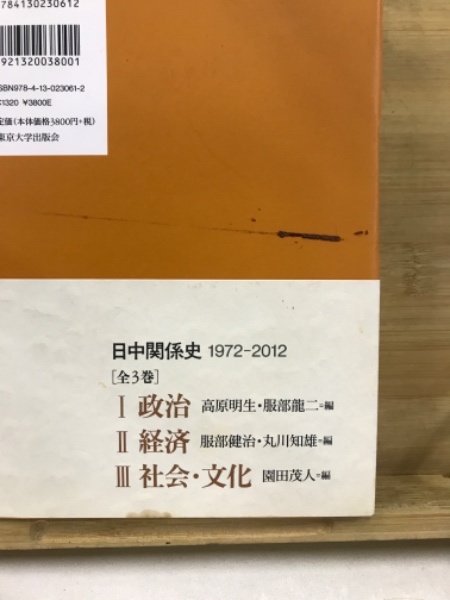 784130230612
921320038001
ISBN978-4-13-023061-2
C1320 ¥3800E
定価(本体価格3800円+税)
東京大学出版会
日中関係史 1972-2012
[全3巻]
Ⅰ 政治 高原明生・服部龍二=編
Ⅱ 経済 服部健治・丸川知雄=編
Ⅲ 社会・文化 園田茂人=編